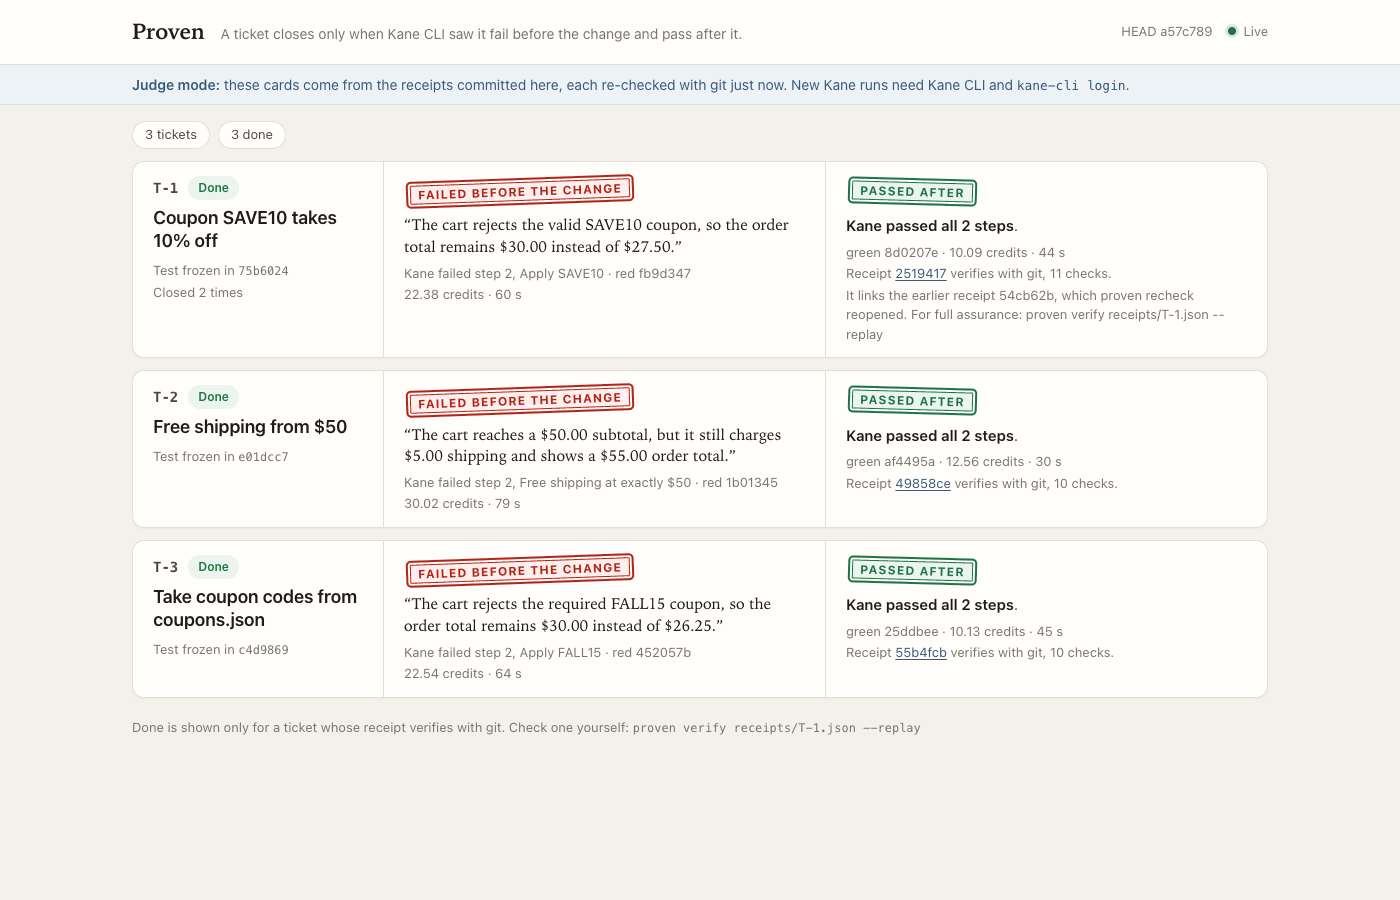 Proven
A ticket closes only when Kane CLI saw it fail before the change and pass after it.
HEAD a57c789
Live
Judge mode: these cards come from the receipts committed here, each re-checked with git just now. New Kane runs need Kane CLI and kane-cli login.
3 tickets
3 done
T-1 Done
Coupon SAVE10 takes
10% off
Test frozen in 75b6024
Closed 2 times
FAILED BEFORE THE CHANGE
“The cart rejects the valid SAVE10 coupon, so the order
total remains $30.00 instead of $27.50.”
Kane failed step 2, Apply SAVE10 · red fb9d347
22.38 credits · 60 s
PASSED AFTER
Kane passed all 2 steps.
green 8d0207e · 10.09 credits · 44 s
Receipt 2519417 verifies with git, 11 checks.
It links the earlier receipt 54cb62b, which proven recheck
reopened. For full assurance: proven verify receipts/T-1.json --
replay
T-2 Done
Free shipping from $50
Test frozen in e01dcc7
FAILED BEFORE THE CHANGE
“The cart reaches a $50.00 subtotal, but it still charges
$5.00 shipping and shows a $55.00 order total.”
Kane failed step 2, Free shipping at exactly $50 · red 1b01345
30.02 credits · 79 s
PASSED AFTER
Kane passed all 2 steps.
green af4495a · 12.56 credits · 30 s
Receipt 49858ce verifies with git, 10 checks.
T-3 Done
Take coupon codes from
coupons.json
Test frozen in c4d9869
FAILED BEFORE THE CHANGE
“The cart rejects the required FALL15 coupon, so the
order total remains $30.00 instead of $26.25.”
Kane failed step 2, Apply FALL15 · red 452057b
22.54 credits · 64 s
PASSED AFTER
Kane passed all 2 steps.
green 25ddbee · 10.13 credits · 45 s
Receipt 55b4fcb verifies with git, 10 checks.
Done is shown only for a ticket whose receipt verifies with git. Check one yourself: proven verify receipts/T-1.json --replay